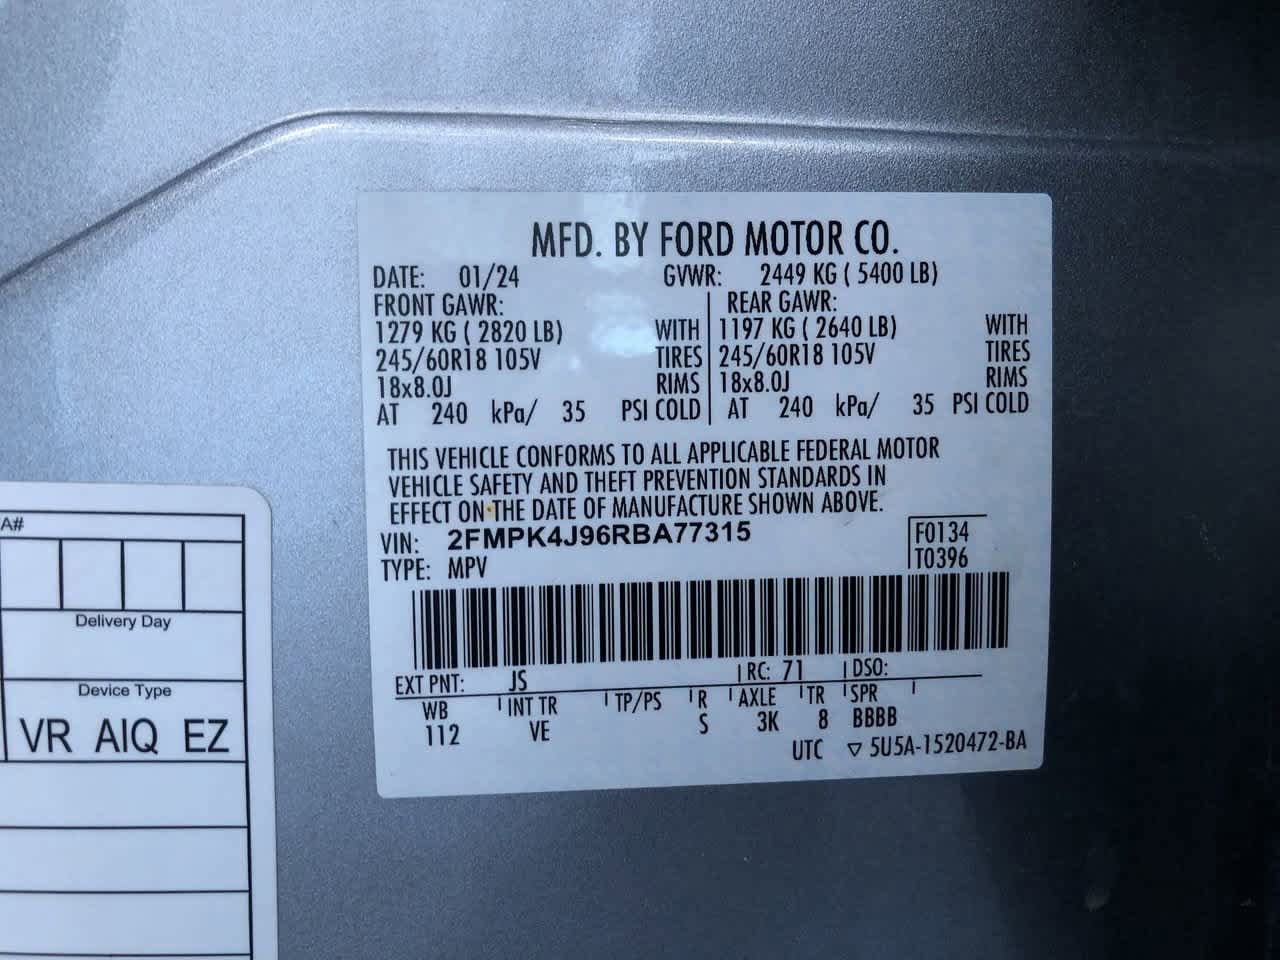 MFD. BY FORD MOTOR CO.
DATE: 01/24 GVWR: 2449 KG ( 5400 LB)
FRONT GAWR: REAR GAWR:
1279 KG ( 2820 LB) WITH 1197 KG ( 2640 LB) WITH
245/60R18 105V TIRES 245/60R18 105V TIRES
18x8.0J RIMS 18x8.0J RIMS
AT 240 kPa/ 35 PSI COLD AT 240 kPa/ 35 PSI COLD
THIS VEHICLE CONFORMS TO ALL APPLICABLE FEDERAL MOTOR
VEHICLE SAFETY AND THEFT PREVENTION STANDARDS IN
EFFECT ON THE DATE OF MANUFACTURE SHOWN ABOVE.
VIN: 2FMPK4J96RBA77315 F0134
TYPE: MPV T0396
EXT PNT: JS RC: 71 DSO:
WB INT TR TP/PS R AXLE TR SPR
112 VE S 3K 8 BBBB
UTC ▽ 5U5A-1520472-BA
A#
Delivery Day
Device Type
VR AIQ EZ